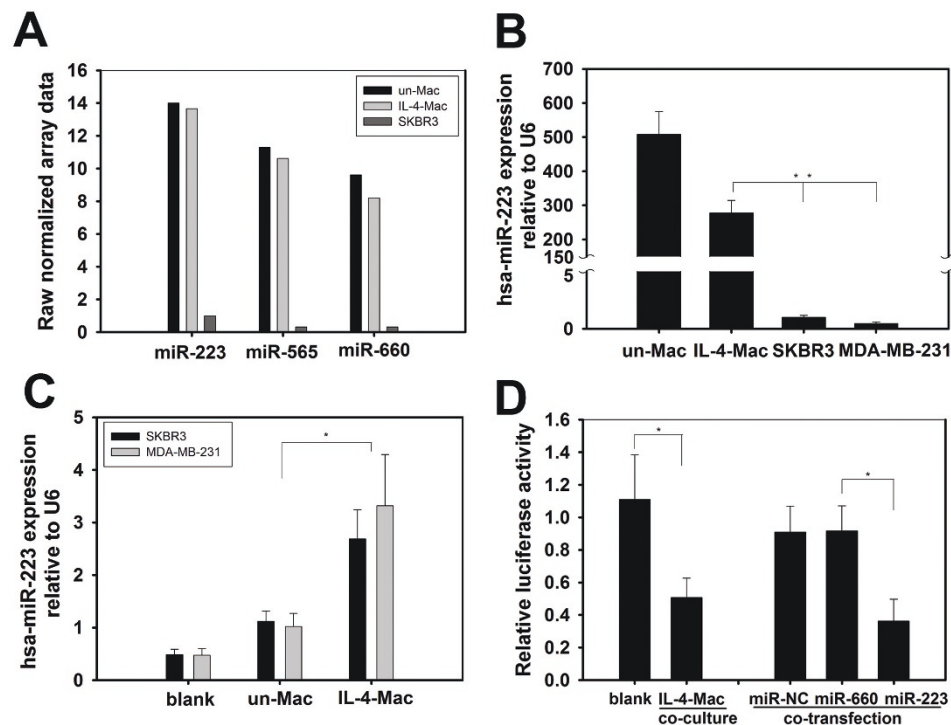 A
Raw normalized array data
16
14
12
10
8
6
4
2
0
un-Mac
IL-4-Mac
SKBR3
miR-223 miR-565 miR-660
B
hsa-miR-223 expression
relative to U6
700
600
500
400
300
200
150
5
0
* *
un-Mac IL-4-Mac SKBR3 MDA-MB-231
C
hsa-miR-223 expression
relative to U6
5
4
3
2
1
0
SKBR3
MDA-MB-231
*
blank un-Mac IL-4-Mac
D
Relative luciferase activity
1.6
1.4
1.2
1.0
0.8
0.6
0.4
0.2
0.0
*
*
blank IL-4-Mac miR-NC miR-660 miR-223
co-culture co-transfection